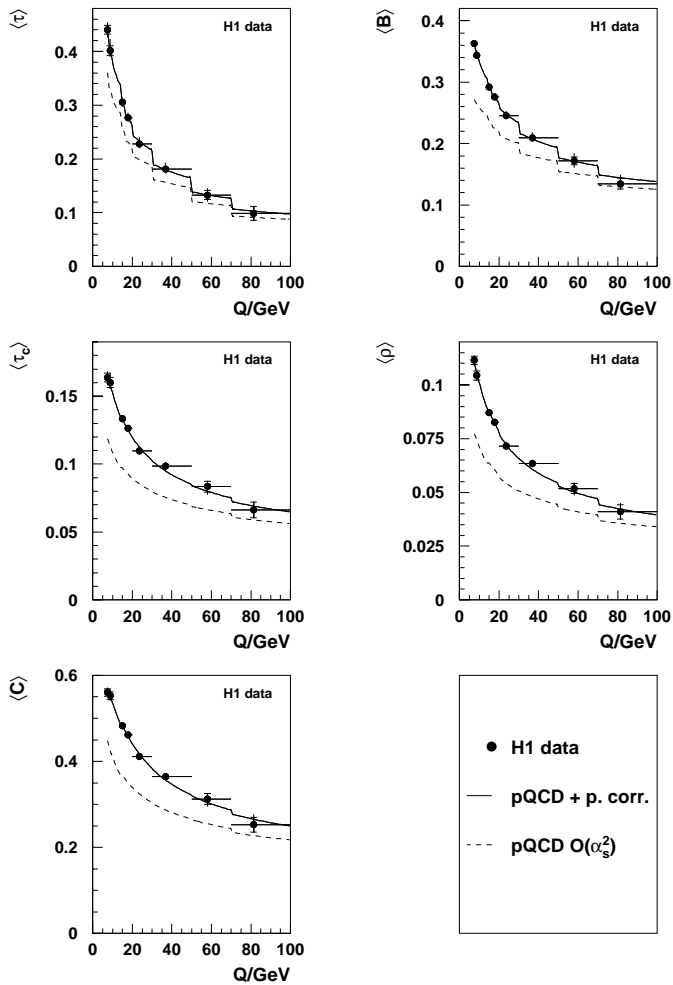 ⟨τ⟩
H1 data
0.4
0.3
0.2
0.1
0
0 20 40 60 80 100
Q/GeV
⟨B⟩
H1 data
0.4
0.3
0.2
0.1
0
0 20 40 60 80 100
Q/GeV
⟨τc⟩
H1 data
0.15
0.1
0.05
0
0 20 40 60 80 100
Q/GeV
⟨ρ⟩
H1 data
0.1
0.075
0.05
0.025
0
0 20 40 60 80 100
Q/GeV
⟨C⟩
H1 data
0.6
0.4
0.2
0
0 20 40 60 80 100
Q/GeV
H1 data
pQCD + p. corr.
pQCD O(αs²)